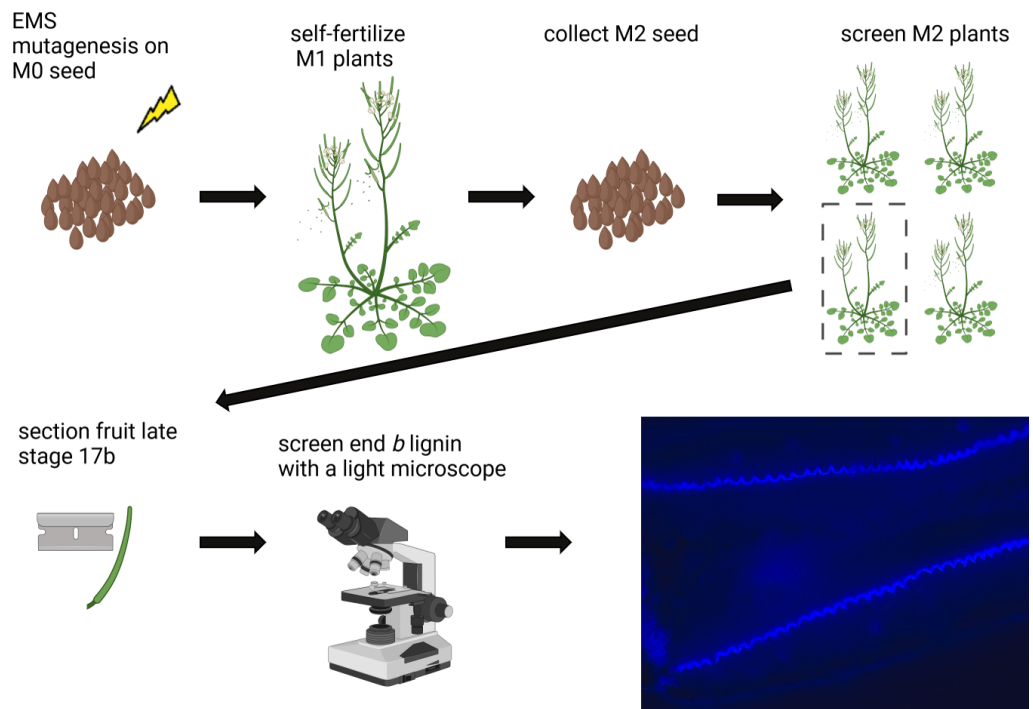 EMS
mutagenesis on
M0 seed
self-fertilize
M1 plants
collect M2 seed
screen M2 plants
section fruit late
stage 17b
screen end b lignin
with a light microscope